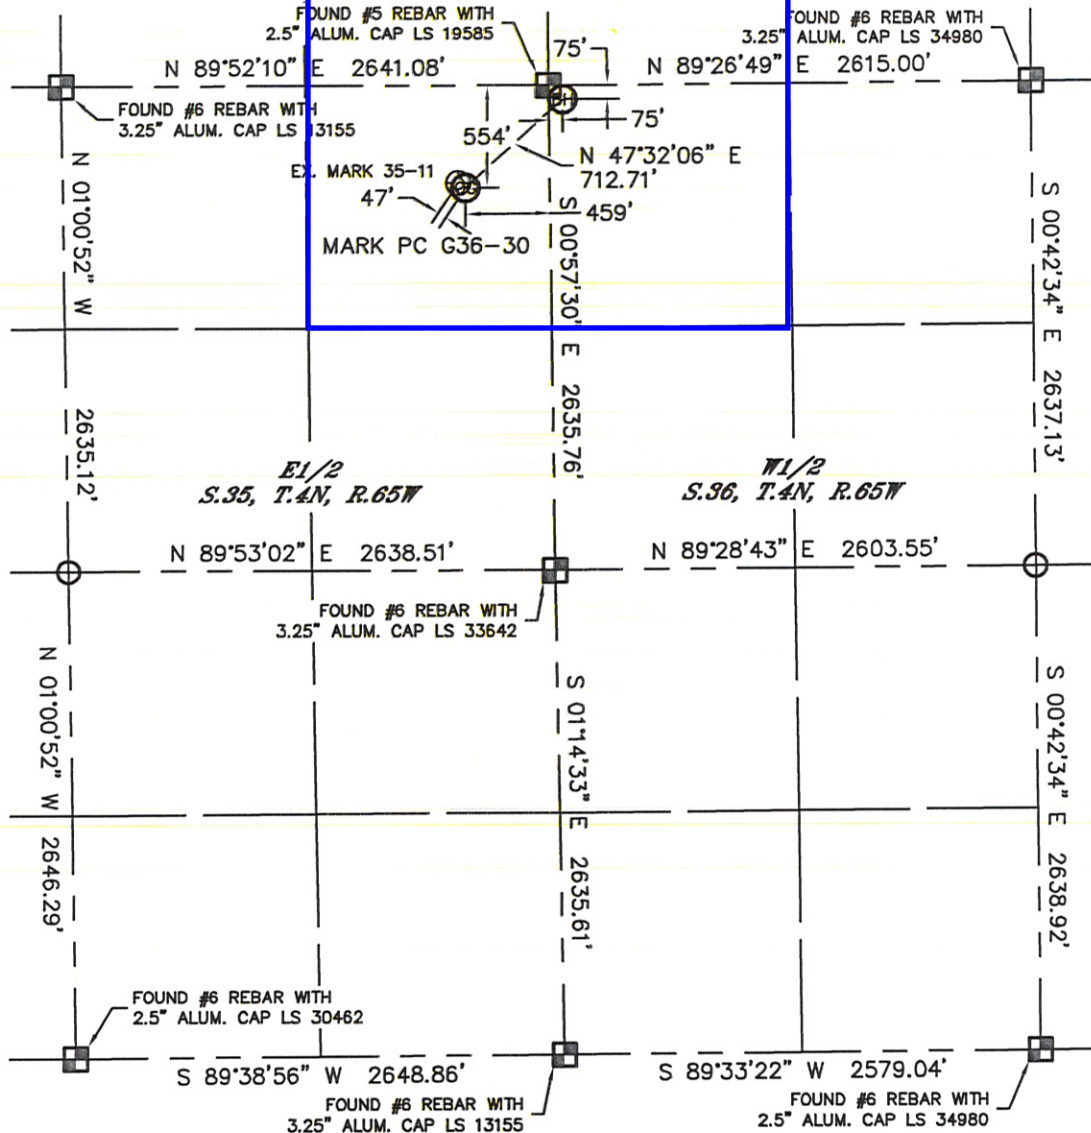 FOUND #5 REBAR WITH
2.5" ALUM. CAP LS 19585
FOUND #6 REBAR WITH
3.25" ALUM. CAP LS 34980
75'
N 89°52'10" E 2641.08'
N 89°26'49" E 2615.00'
FOUND #6 REBAR WITH
3.25" ALUM. CAP LS 13155
75'
554'
N 47°32'06" E
712.71'
EX. MARK 35-11
47'
459'
MARK PC G36-30
N 01°00'52" W 2635.12'
S 00°57'30" E 2635.76'
S 00°42'34" E 2637.13'
E1/2
S.35, T.4N, R.65W
W1/2
S.36, T.4N, R.65W
N 89°53'02" E 2638.51'
N 89°28'43" E 2603.55'
FOUND #6 REBAR WITH
3.25" ALUM. CAP LS 33642
N 01°00'52" W 2646.29'
S 01°14'33" E 2635.61'
S 00°42'34" E 2638.92'
FOUND #6 REBAR WITH
2.5" ALUM. CAP LS 30462
S 89°38'56" W 2648.86'
S 89°33'22" W 2579.04'
FOUND #6 REBAR WITH
3.25" ALUM. CAP LS 13155
FOUND #6 REBAR WITH
2.5" ALUM. CAP LS 34980